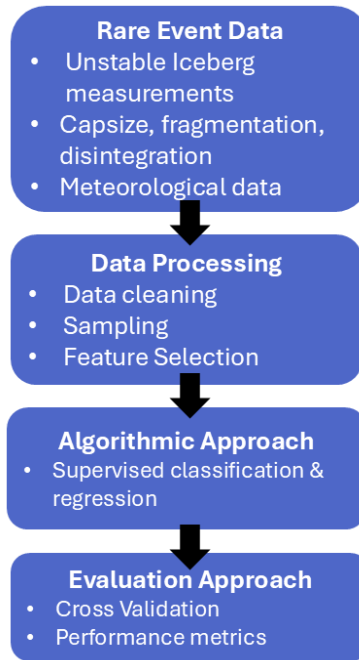 Rare Event Data
• Unstable Iceberg
measurements
• Capsize, fragmentation,
disintegration
• Meteorological data
Data Processing
• Data cleaning
• Sampling
• Feature Selection
Algorithmic Approach
• Supervised classification &
regression
Evaluation Approach
• Cross Validation
• Performance metrics